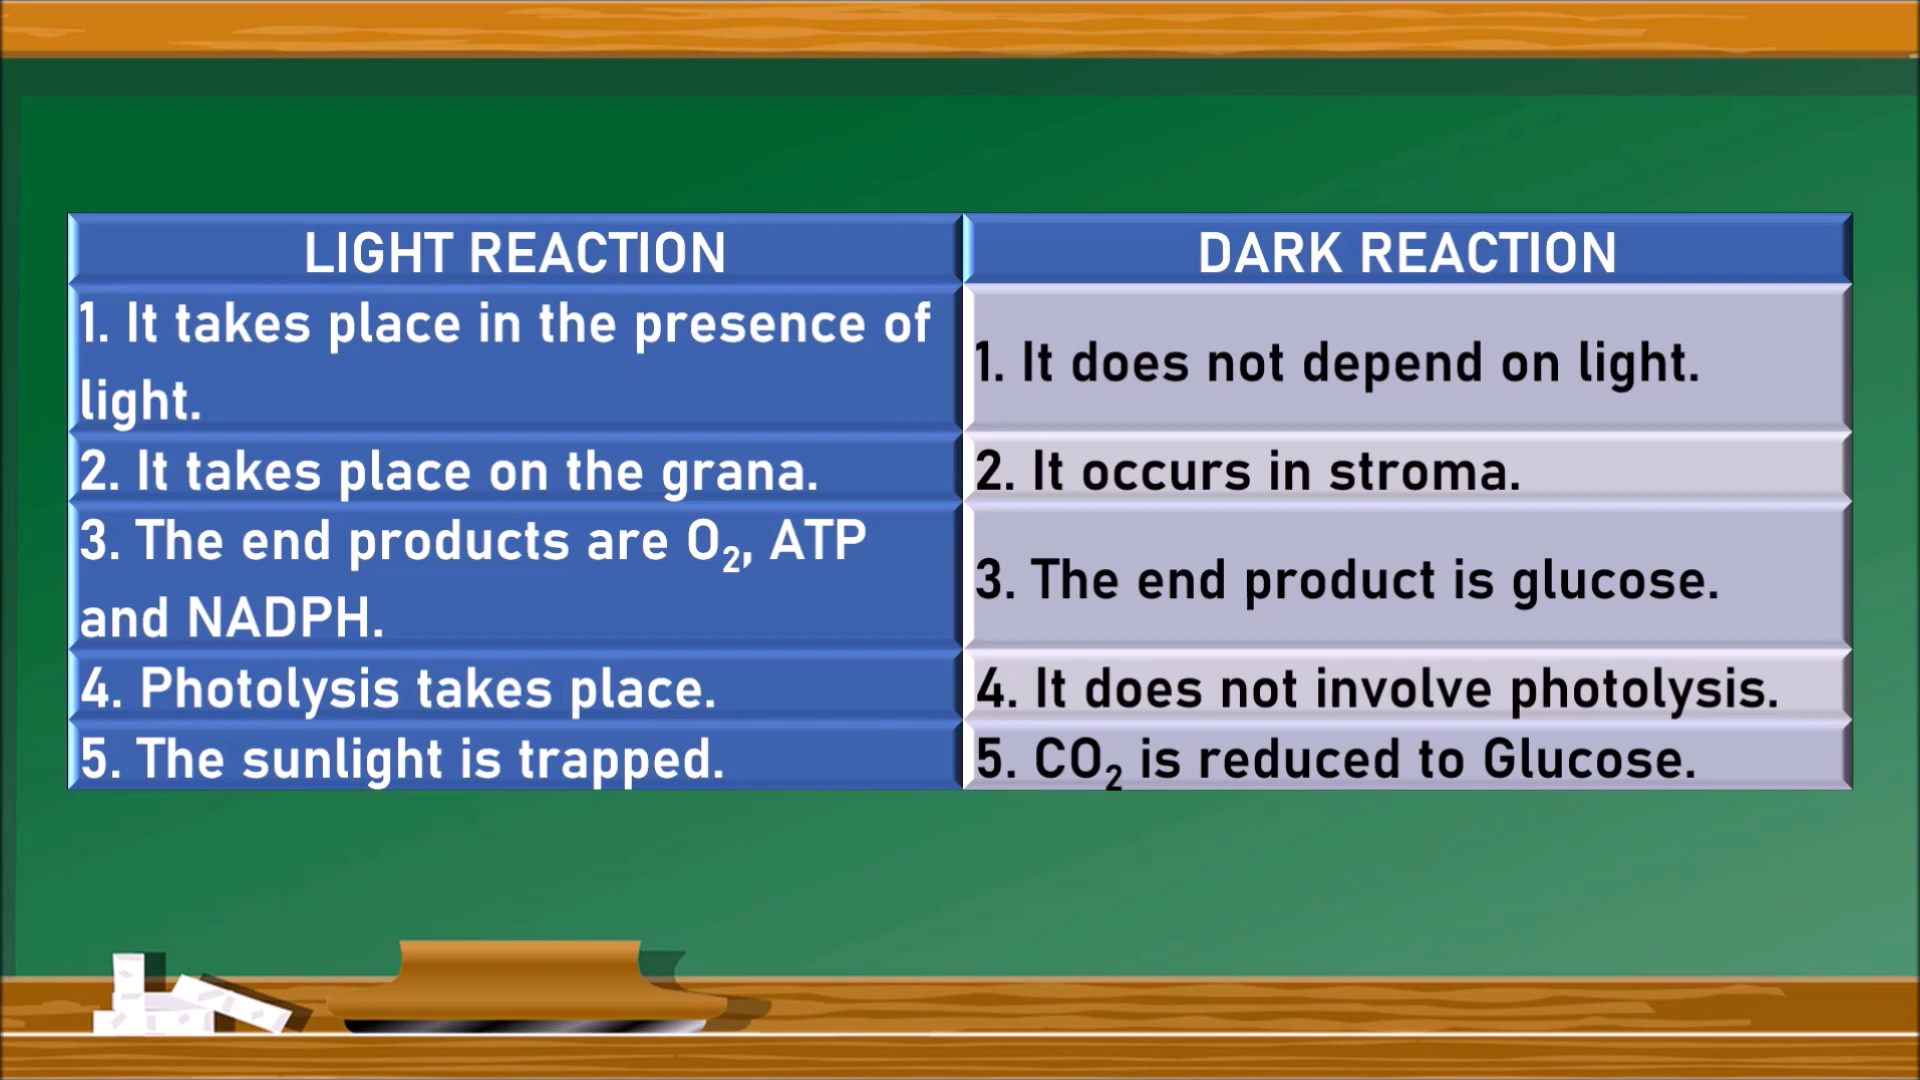 LIGHT REACTION
DARK REACTION
1. It takes place in the presence of
light.
1. It does not depend on light.
2. It takes place on the grana.
2. It occurs in stroma.
3. The end products are O₂, ATP
and NADPH.
3. The end product is glucose.
4. Photolysis takes place.
4. It does not involve photolysis.
5. The sunlight is trapped.
5. CO₂ is reduced to Glucose.